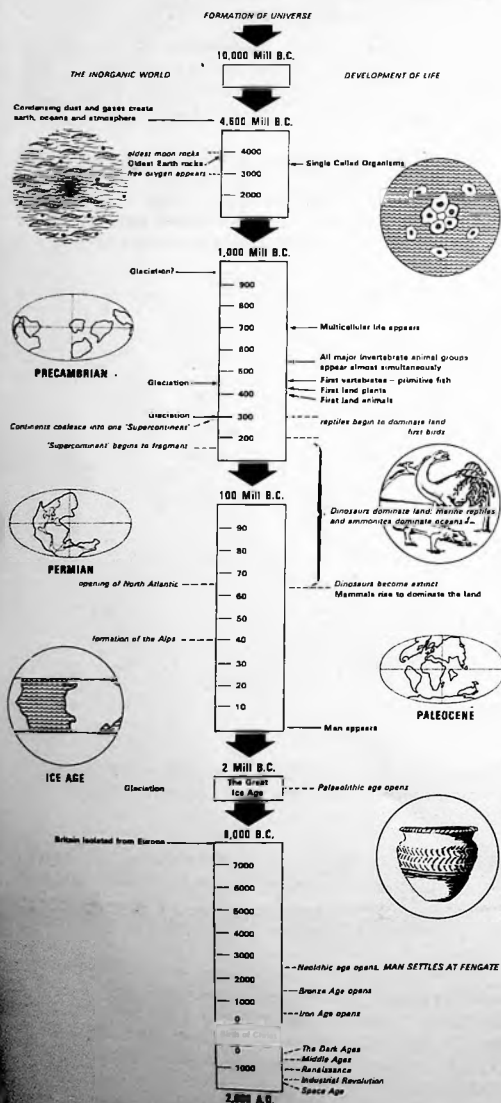 FORMATION OF UNIVERSE
10,000 Mill B.C.
THE INORGANIC WORLD
DEVELOPMENT OF LIFE
Condensing dust and gases create
earth, oceans and atmosphere
4,600 Mill B.C.
oldest moon rocks
4000
Oldest Earth rocks
Single Celled Organisms
free oxygen appears
3000
2000
1,000 Mill B.C.
Glaciation?
900
800
700
Multicellular life appears
600
All major invertebrate animal groups
appear almost simultaneously
PRECAMBRIAN
500
Glaciation
First vertebrates – primitive fish
First land plants
400
First land animals
Glaciation
300
reptiles begin to dominate land
Continents coalesce into one 'Supercontinent'
first birds
200
'Supercontinent' begins to fragment
100 Mill B.C.
90
Dinosaurs dominate land: marine reptiles
and ammonites dominate oceans
80
70
PERMIAN
opening of North Atlantic
Dinosaurs become extinct
60
Mammals rise to dominate the land
50
formation of the Alps
40
30
20
10
PALEOCENE
Man appears
2 Mill B.C.
ICE AGE
Glaciation
The Great
Ice Age
Palaeolithic age opens
8,000 B.C.
Britain isolated from Europe
7000
6000
5000
4000
3000
Neolithic age opens. MAN SETTLES AT FENGATE
2000
Bronze Age opens
1000
Iron Age opens
0
Birth of Christ
0
The Dark Ages
Middle Ages
1000
Renaissance
Industrial Revolution
Space Age
2,000 A.D.